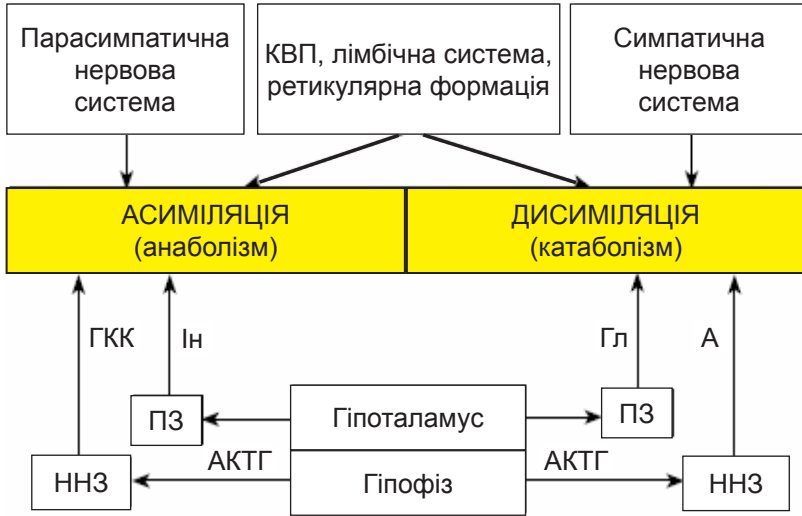 Парасимпатична
нервова
система
КВП, лімбічна система,
ретикулярна формація
Симпатична
нервова
система
АСИМІЛЯЦІЯ
(анаболізм)
ДИСИМІЛЯЦІЯ
(катаболізм)
ГКК
Ін
Гл
А
ПЗ
Гіпоталамус
ПЗ
ННЗ
АКТГ
Гіпофіз
АКТГ
ННЗ